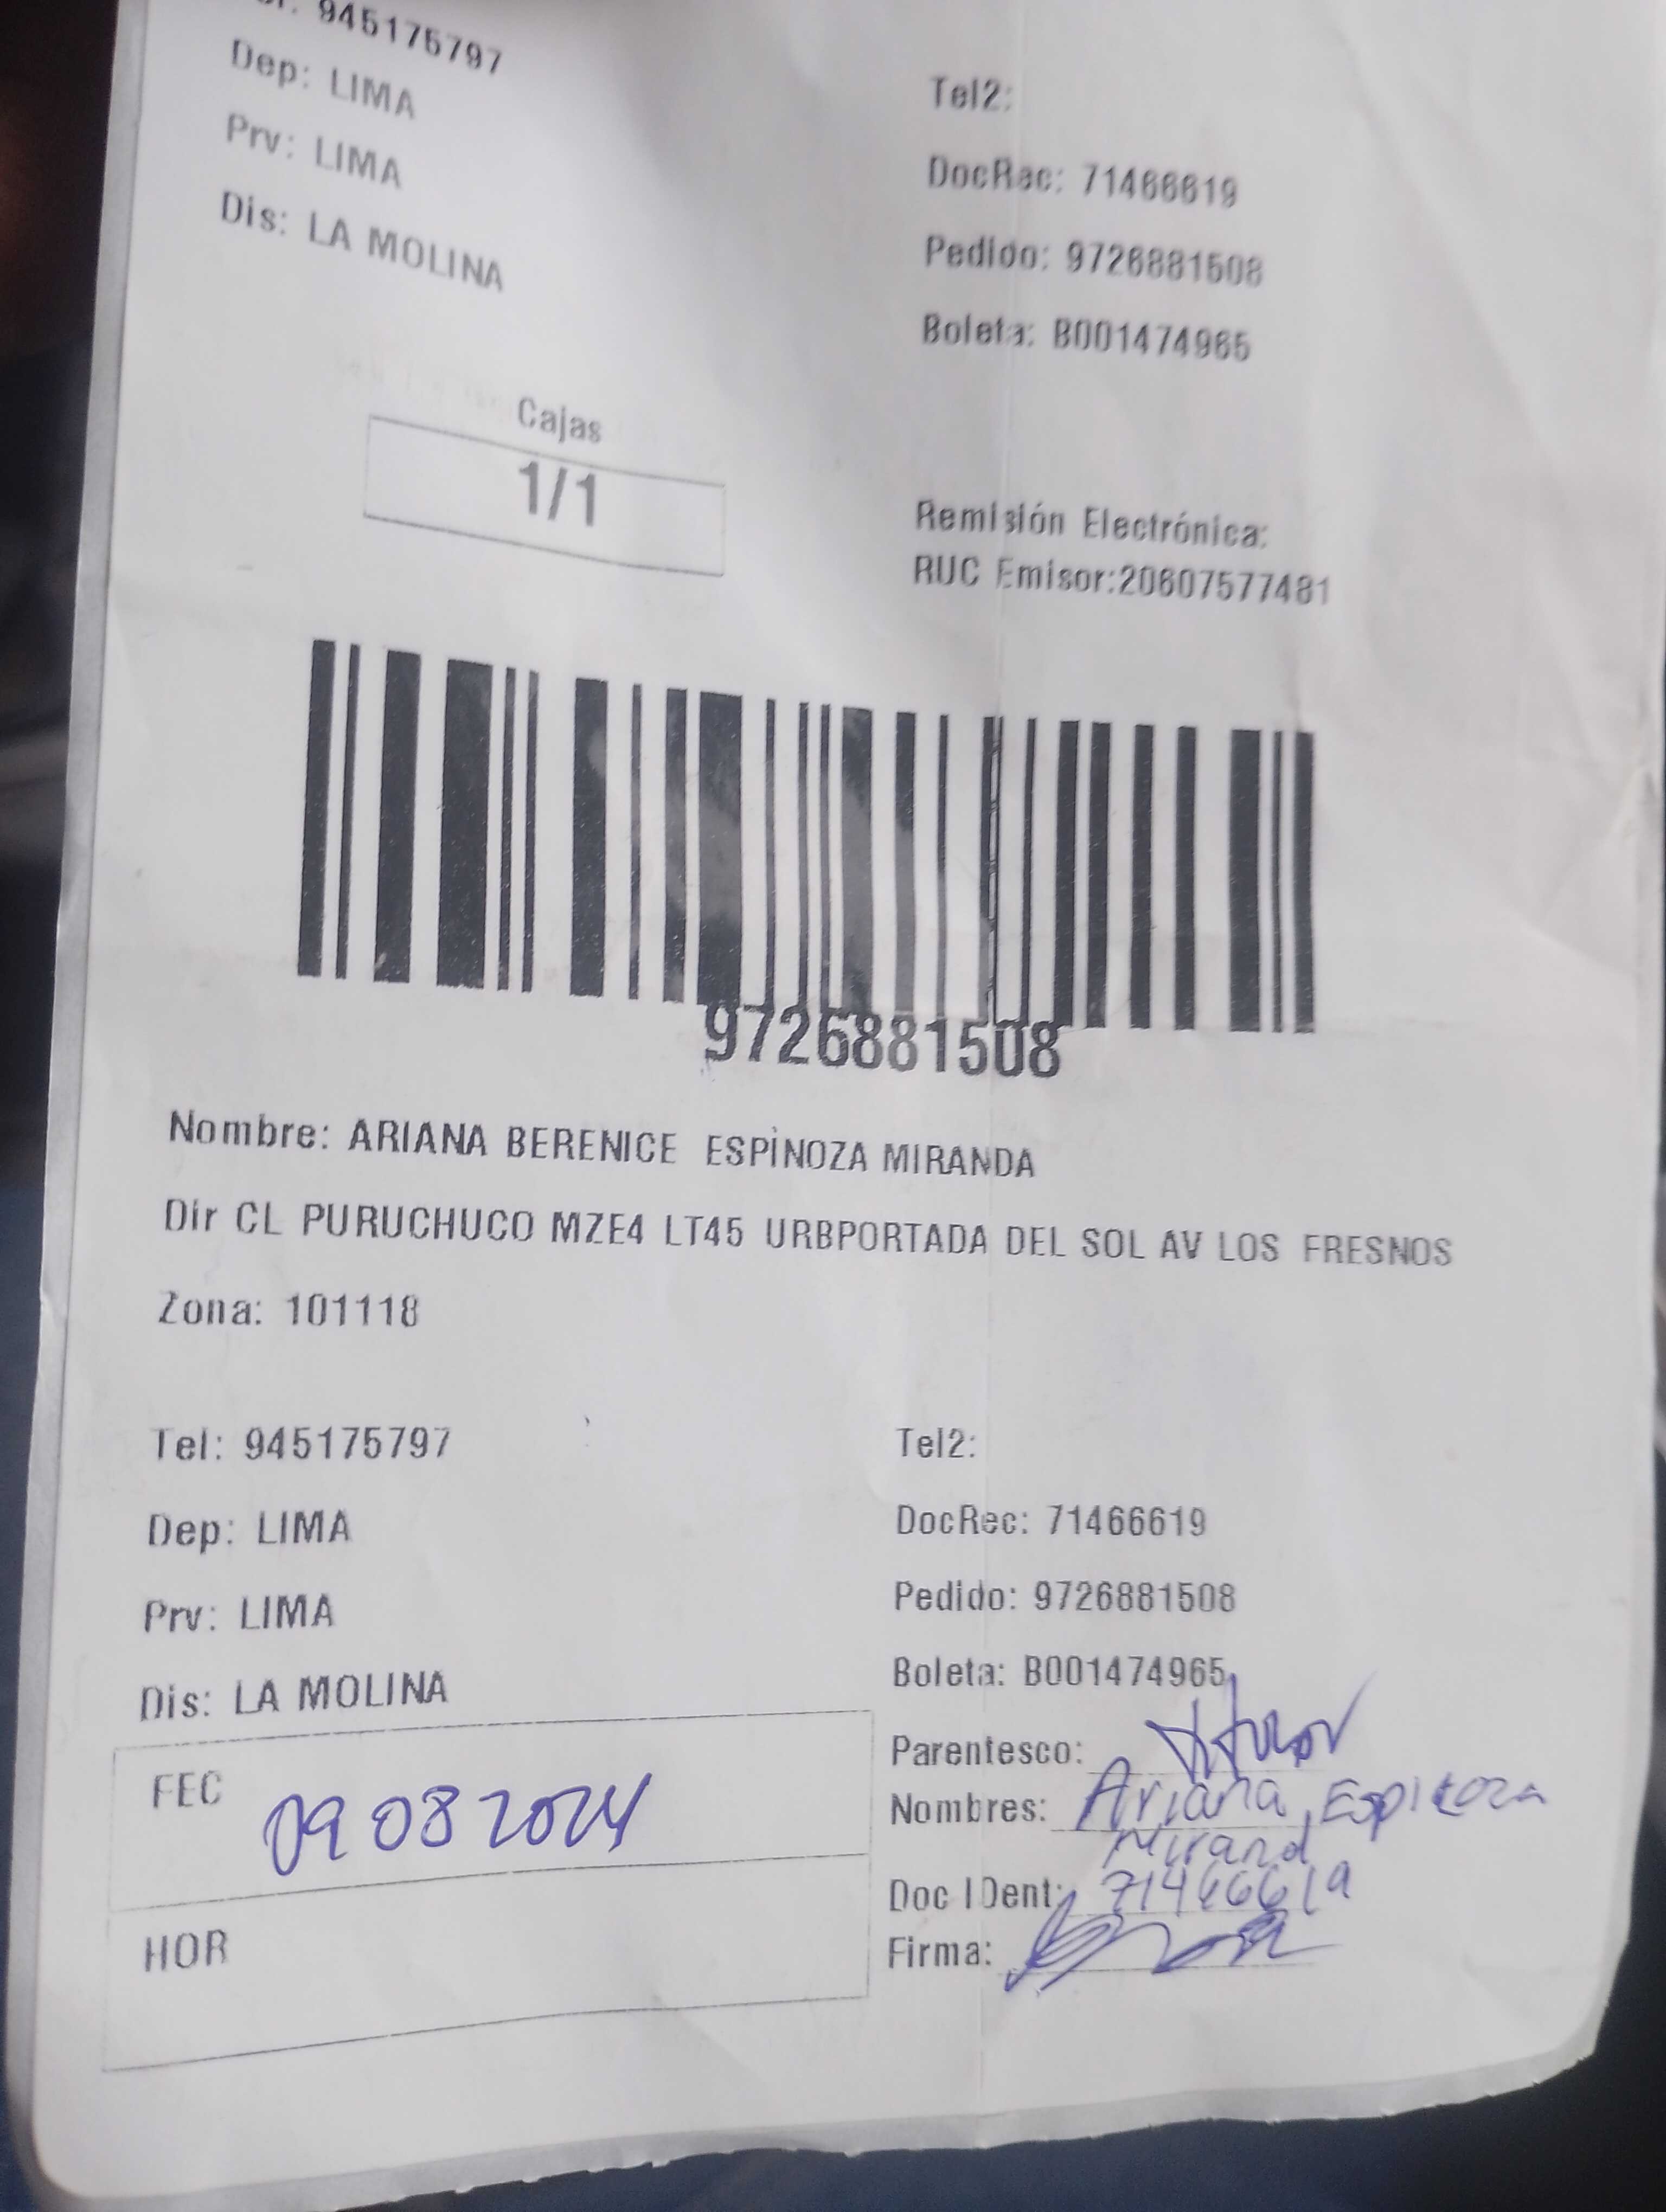 945175797
Dep: LIMA
Prv: LIMA
Dis: LA MOLINA
Tel2:
DocRec: 71466619
Pedido: 9726881508
Boleta: B001474965
Cajas
1/1
Remisión Electrónica:
RUC Emisor:20607577481
9726881508
Nombre: ARIANA BERENICE ESPINOZA MIRANDA
Dir CL PURUCHUCO MZE4 LT45 URBPORTADA DEL SOL AV LOS FRESNOS
Zona: 101118
Tel: 945175797
Dep: LIMA
Prv: LIMA
Dis: LA MOLINA
Tel2:
DocRec: 71466619
Pedido: 9726881508
Boleta: B001474965
FEC 09 08 2024
HOR
Parentesco:
Nombres: Ariana Espinoza
Mirand
Doc IDent: 71466619
Firma: